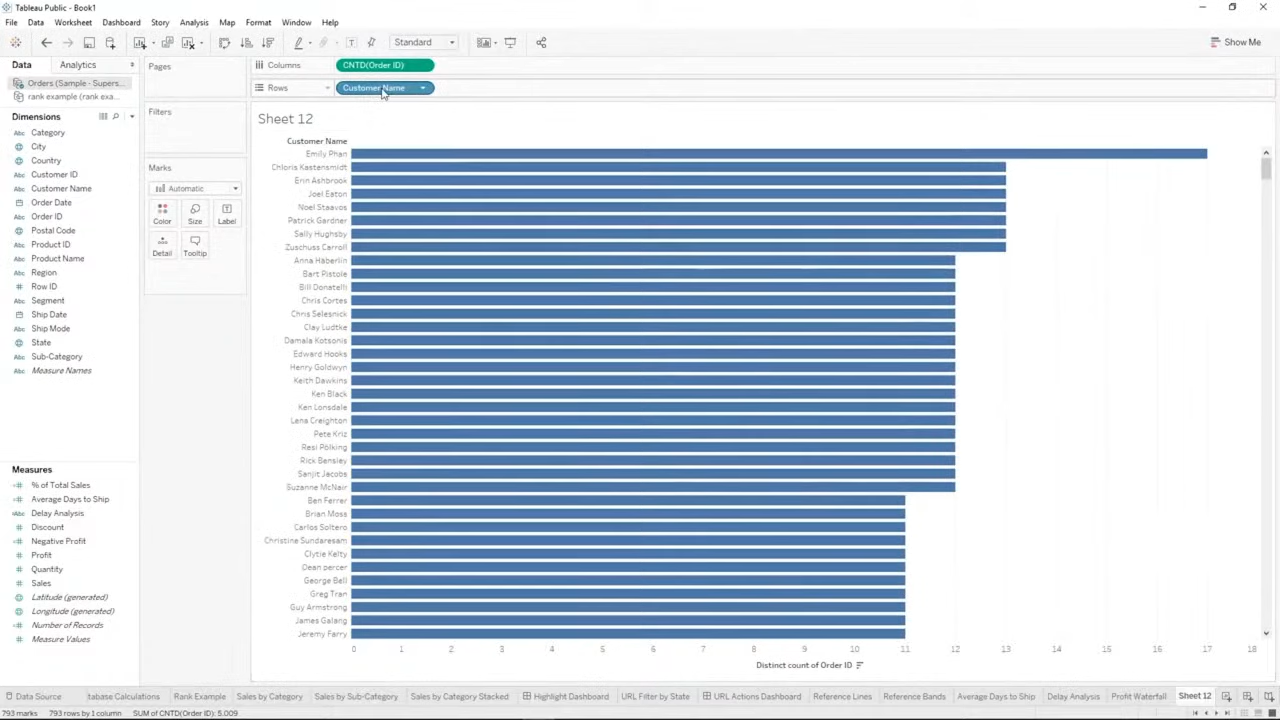 Tableau Public - Book1
File Data Worksheet Dashboard Story Analysis Map Format Window Help
Standard
Show Me
Data Analytics
Orders (Sample - Supers...
rank example (rank exa...
Dimensions
Category
City
Country
Customer ID
Customer Name
Order Date
Order ID
Postal Code
Product ID
Product Name
Region
Row ID
Segment
Ship Date
Ship Mode
State
Sub-Category
Measure Names
Measures
% of Total Sales
Average Days to Ship
Delay Analysis
Discount
Negative Profit
Profit
Quantity
Sales
Latitude (generated)
Longitude (generated)
Number of Records
Measure Values
Pages
Filters
Marks
Automatic
Color Size Label
Detail Tooltip
Columns CNTD(Order ID)
Rows Customer Name
Sheet 12
Customer Name
Emily Phan
Chloris Kastensmidt
Erin Ashbrook
Joel Eaton
Noel Staavos
Patrick Gardner
Sally Hughsby
Zuschuss Carroll
Anna Häberlin
Bart Pistole
Bill Donatelli
Chris Cortes
Chris Selesnick
Clay Ludtke
Damala Kotsonis
Edward Hooks
Henry Goldwyn
Keith Dawkins
Ken Black
Ken Lonsdale
Lena Creighton
Pete Kriz
Resi Pölking
Rick Bensley
Sanjit Jacobs
Suzanne McNair
Ben Ferrer
Brian Moss
Carlos Soltero
Christine Sundaresam
Clytie Kelty
Dean percer
George Bell
Greg Tran
Guy Armstrong
James Galang
Jeremy Farry
0 1 2 3 4 5 6 7 8 9 10 11 12 13 14 15 16 17 18
Distinct count of Order ID
Data Source tabase Calculations Rank Example Sales by Category Sales by Sub-Category Sales by Category Stacked Highlight Dashboard URL Filter by State URL Actions Dashboard Reference Lines Reference Bands Average Days to Ship Delay Analysis Profit Waterfall Sheet 12
793 marks 793 rows by 1 column SUM of CNTD(Order ID): 5,009